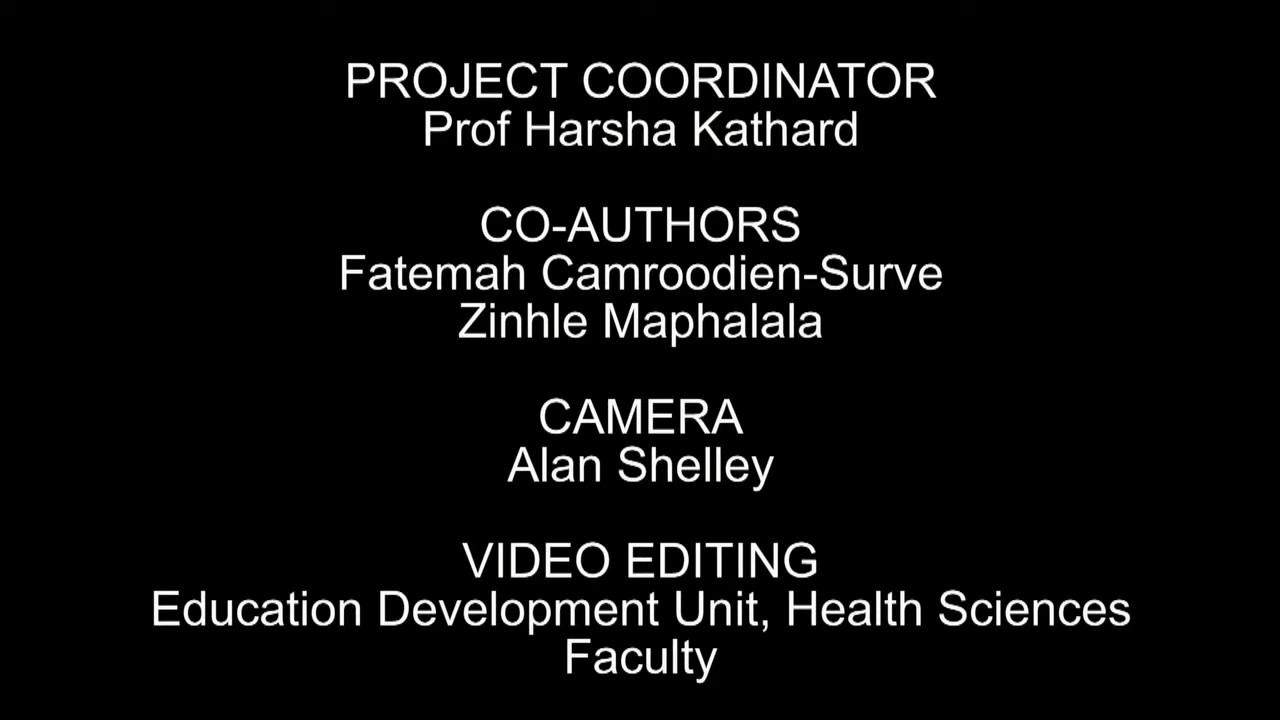 PROJECT COORDINATOR
Prof Harsha Kathard
CO-AUTHORS
Fatemah Camroodien-Surve
Zinhle Maphalala
CAMERA
Alan Shelley
VIDEO EDITING
Education Development Unit, Health Sciences
Faculty